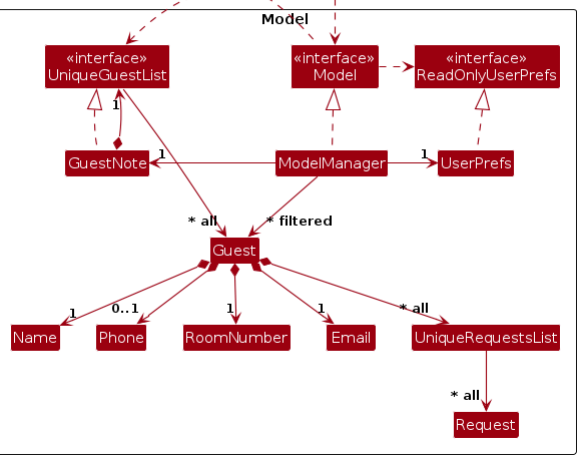 Model
«interface»
UniqueGuestList
«interface»
Model
«interface»
ReadOnlyUserPrefs
1
GuestNote
1
ModelManager
1
UserPrefs
* all
* filtered
Guest
1
0..1
1
1
* all
Name
Phone
RoomNumber
Email
UniqueRequestsList
* all
Request